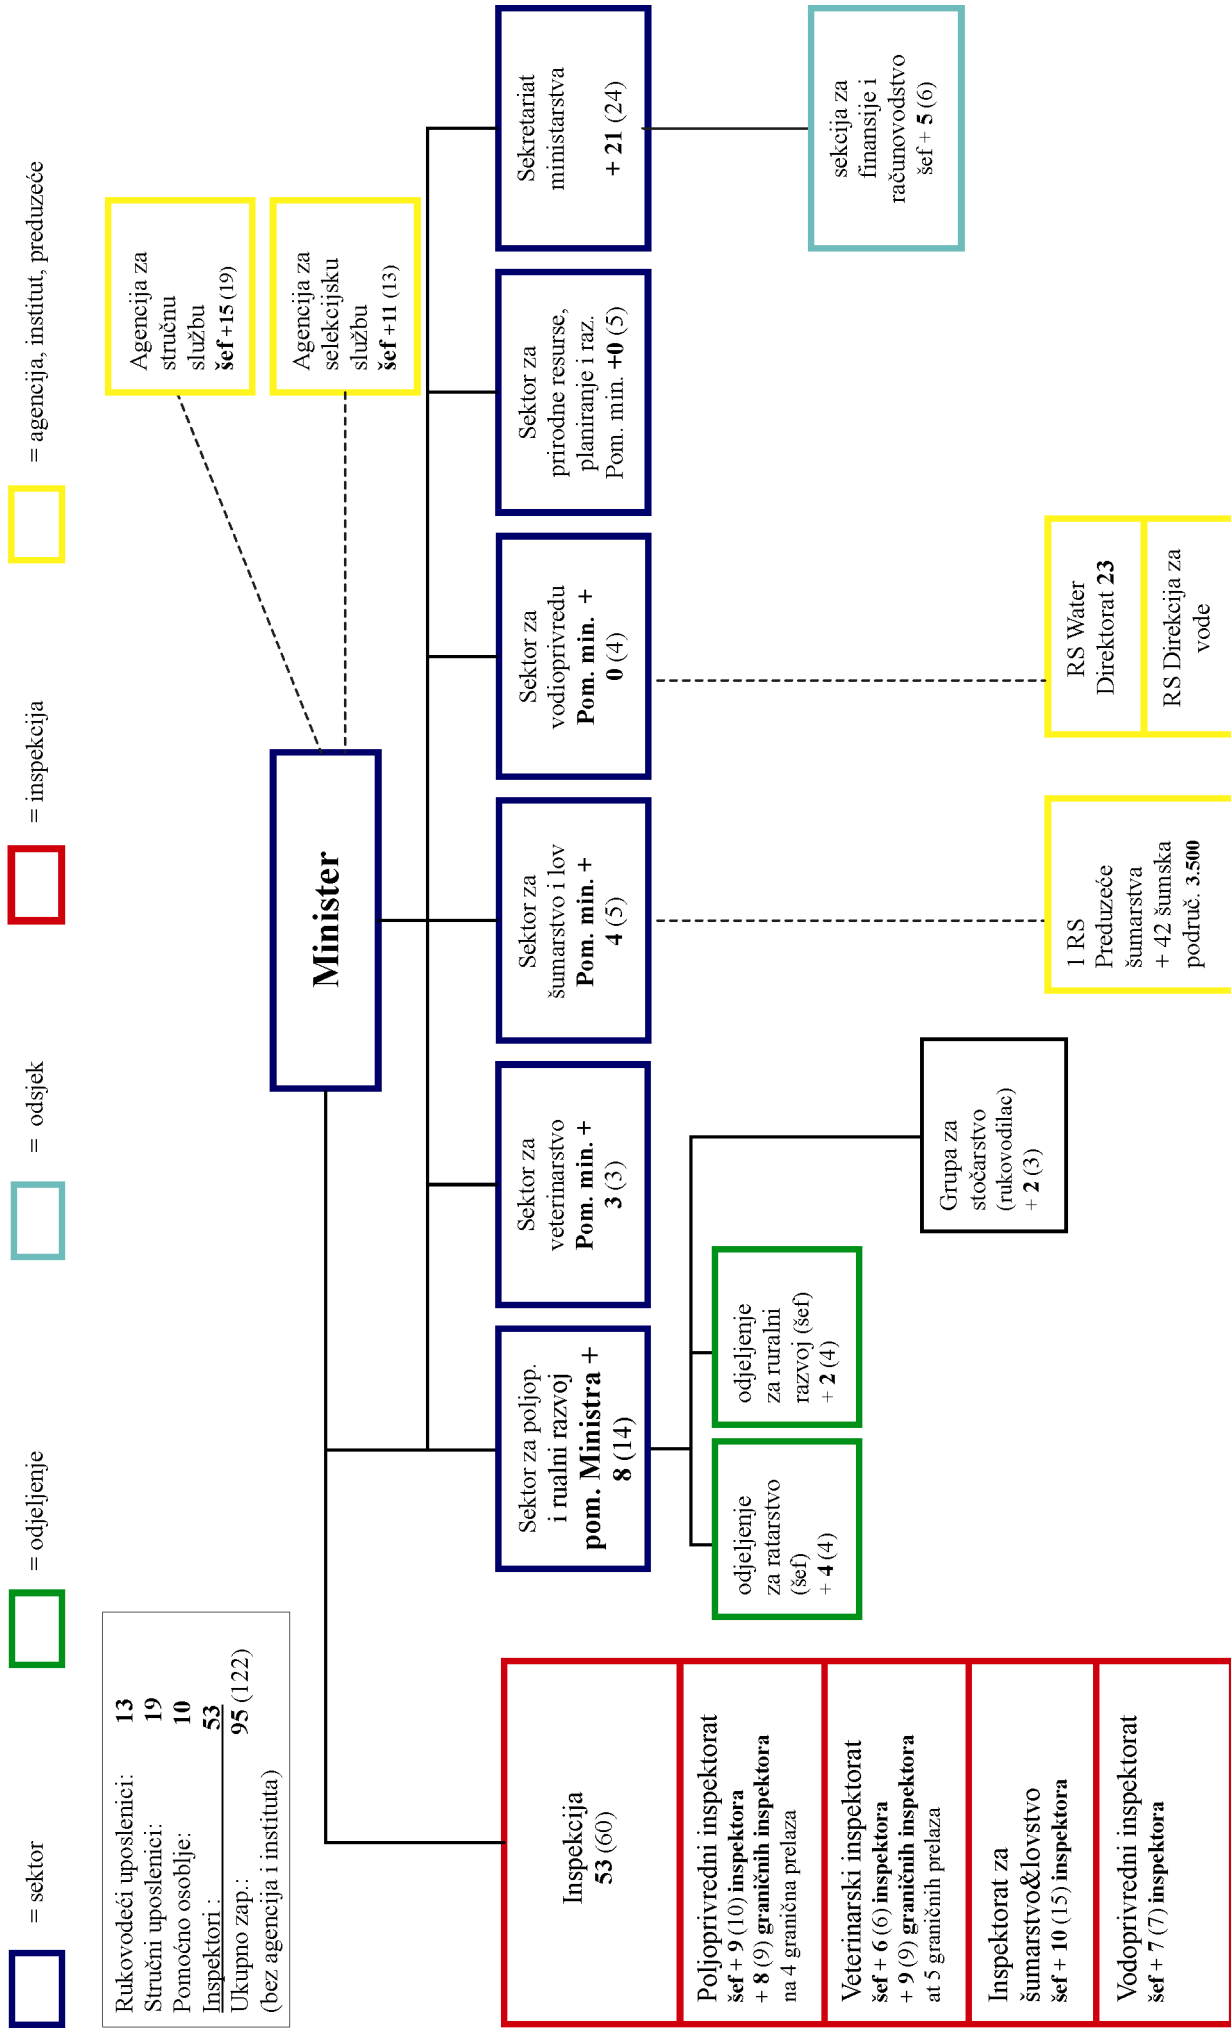 = sektor
= odjeljenje
= odsjek
= inspekcija
= agencija, institut, preduzeće
Rukovodeći uposlenici: 13
Stručni uposlenici: 19
Pomoćno osoblje: 10
Inspektori : 53
Ukupno zap.: 95 (122)
(bez agencija i instituta)
Agencija za
stručnu
službu
šef +15 (19)
Agencija za
selekcijsku
službu
šef +11 (13)
Minister
Inspekcija
53 (60)
Poljoprivredni inspektorat
šef + 9 (10) inspektora
+ 8 (9) graničnih inspektora
na 4 granična prelaza
Veterinarski inspektorat
šef + 6 (6) inspektora
+ 9 (9) graničnih inspektora
at 5 graničnih prelaza
Inspektorat za
šumarstvo&lovstvo
šef + 10 (15) inspektora
Vodoprivredni inspektorat
šef + 7 (7) inspektora
Sektor za poljop.
i rualni razvoj
pom. Ministra +
8 (14)
Sektor za
veterinarstvo
Pom. min. +
3 (3)
Sektor za
šumarstvo i lov
Pom. min. +
4 (5)
Sektor za
vodioprivredu
Pom. min. +
0 (4)
Sektor za
prirodne resurse,
planiranje i raz.
Pom. min. +0 (5)
Sekretariat
ministarstva
+ 21 (24)
odjeljenje
za ratarstvo
(šef)
+ 4 (4)
odjeljenje
za ruralni
razvoj (šef)
+ 2 (4)
Grupa za
stočarstvo
(rukovodilac)
+ 2 (3)
sekcija za
finansije i
računovodstvo
šef + 5 (6)
1 RS
Preduzeće
šumarstva
+ 42 šumska
područ. 3.500
RS Water
Direktorat 23
RS Direkcija za
vode